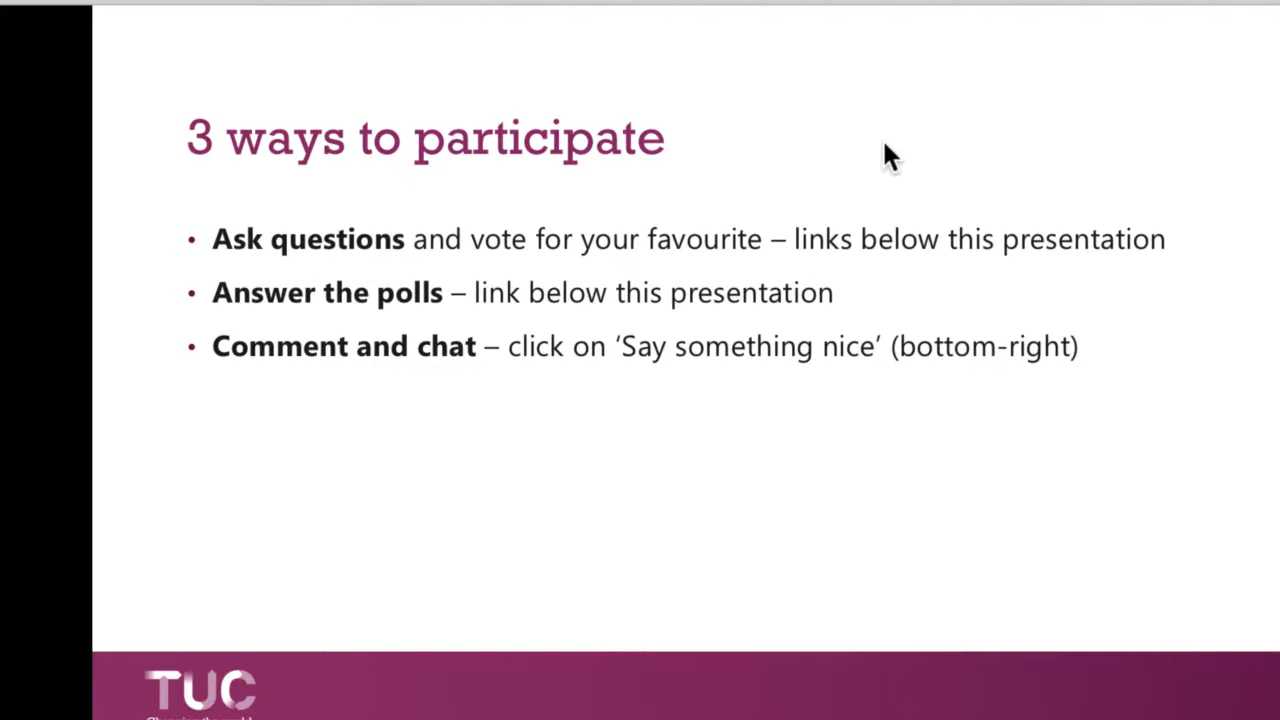 3 ways to participate
• Ask questions and vote for your favourite – links below this presentation
• Answer the polls – link below this presentation
• Comment and chat – click on ‘Say something nice’ (bottom-right)
TUC